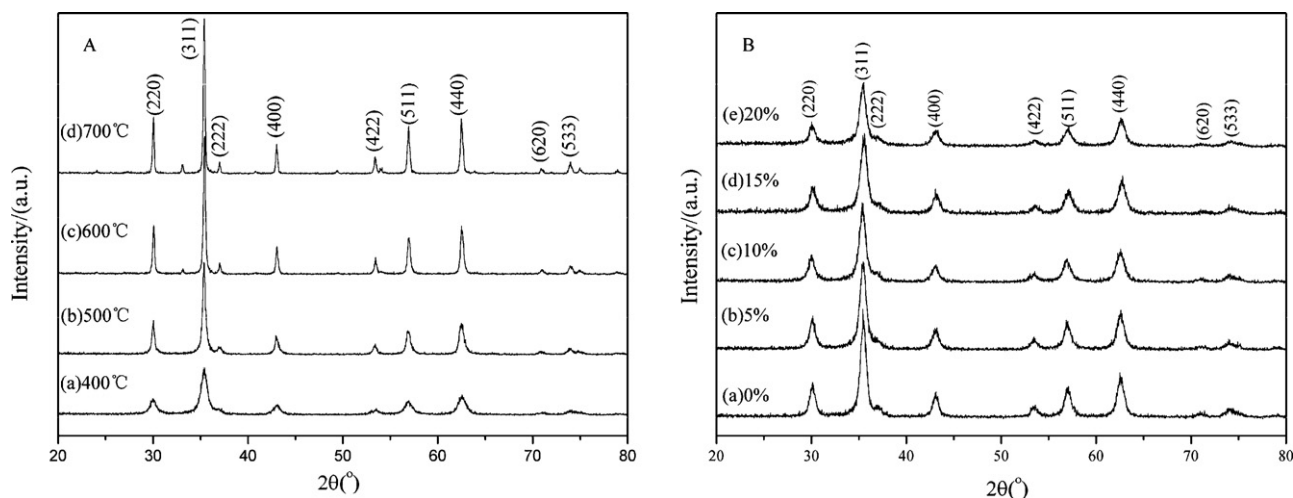 A
(220)
(311)
(222)
(400)
(422)
(511)
(440)
(620)
(533)
(d)700℃
(c)600℃
(b)500℃
(a)400℃
Intensity/(a.u.)
20 30 40 50 60 70 80
2θ(°)
B
(220)
(311)
(222)
(400)
(422)
(511)
(440)
(620)
(533)
(e)20%
(d)15%
(c)10%
(b)5%
(a)0%
Intensity/(a.u.)
20 30 40 50 60 70 80
2θ(°)